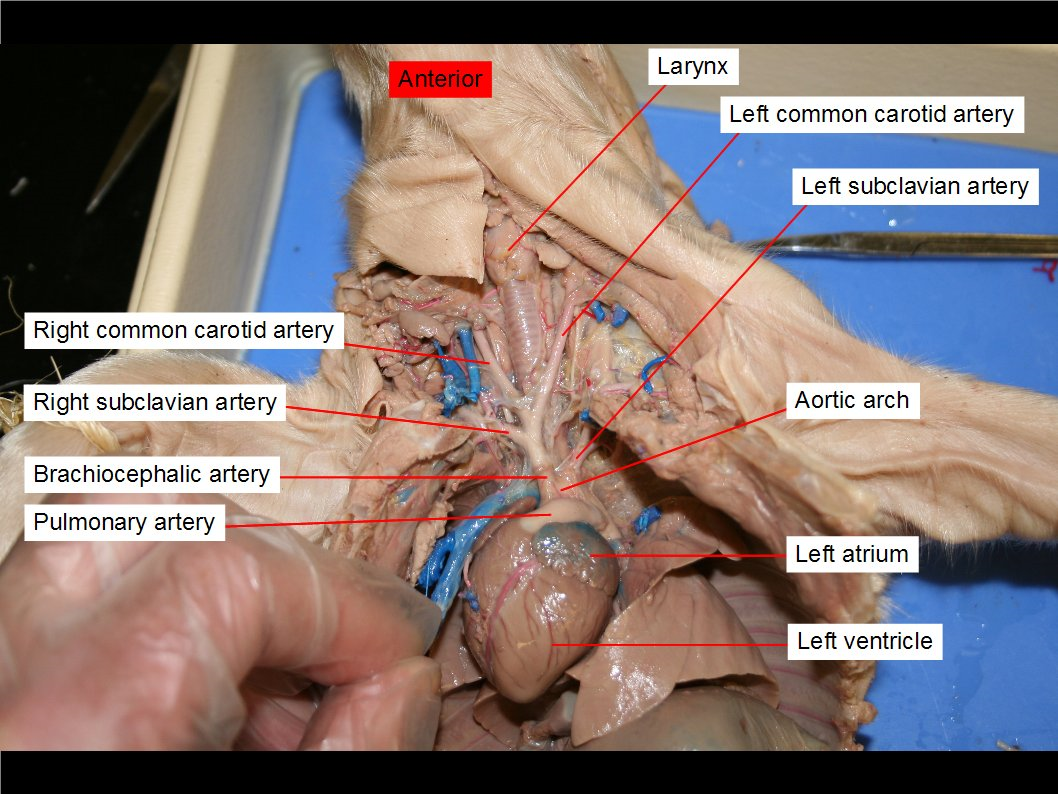 Anterior
Larynx
Left common carotid artery
Left subclavian artery
Right common carotid artery
Right subclavian artery
Aortic arch
Brachiocephalic artery
Pulmonary artery
Left atrium
Left ventricle